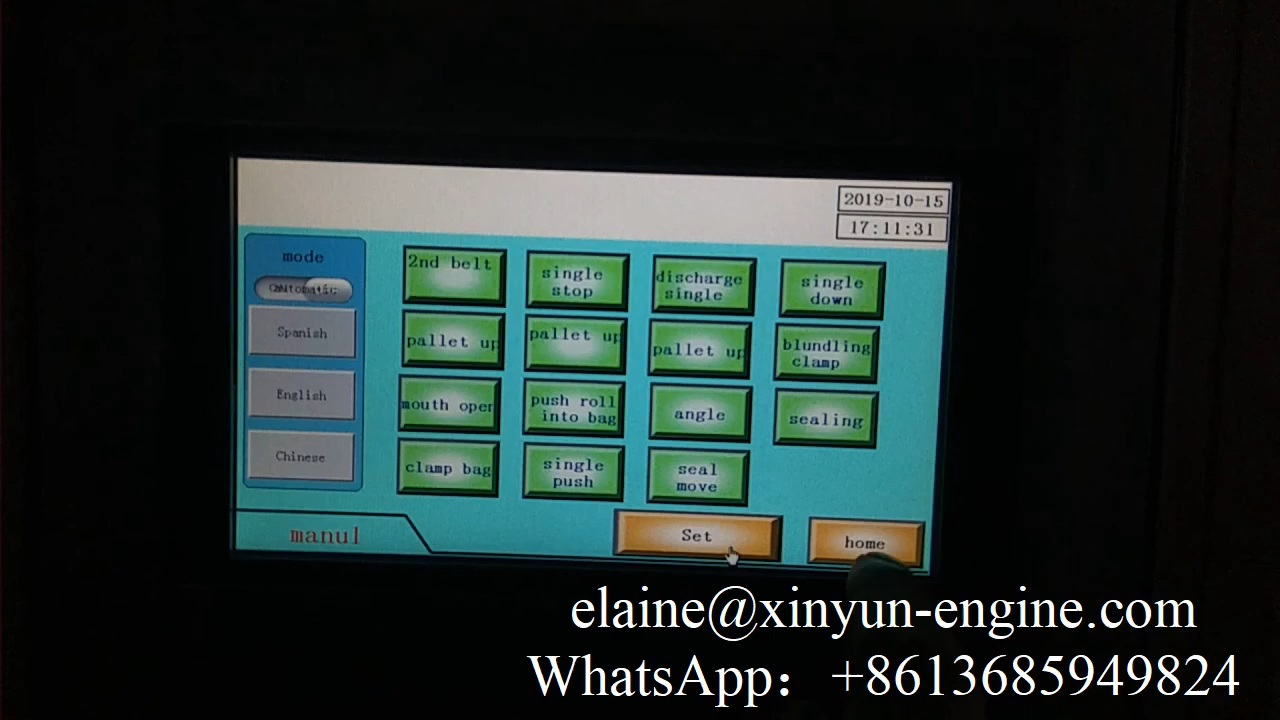 2019-10-15
17:11:31
mode
Spanish
English
Chinese
2nd belt
single
stop
discharge
single
single
down
pallet up
pallet up
pallet up
blundling
clamp
mouth open
push roll
into bag
angle
sealing
clamp bag
single
push
seal
move
manul
Set
home
elaine@xinyun-engine.com
WhatsApp：+8613685949824